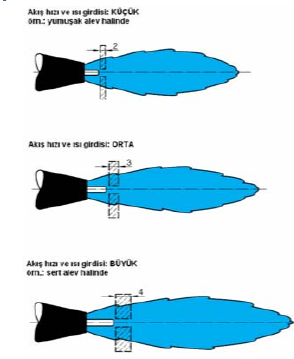 Akış hızı ve ısı girdisi: KÜÇÜK
örn.: yumuşak alev halinde
2
Akış hızı ve ısı girdisi: ORTA
3
Akış hızı ve ısı girdisi: BÜYÜK
örn.: sert alev halinde
4